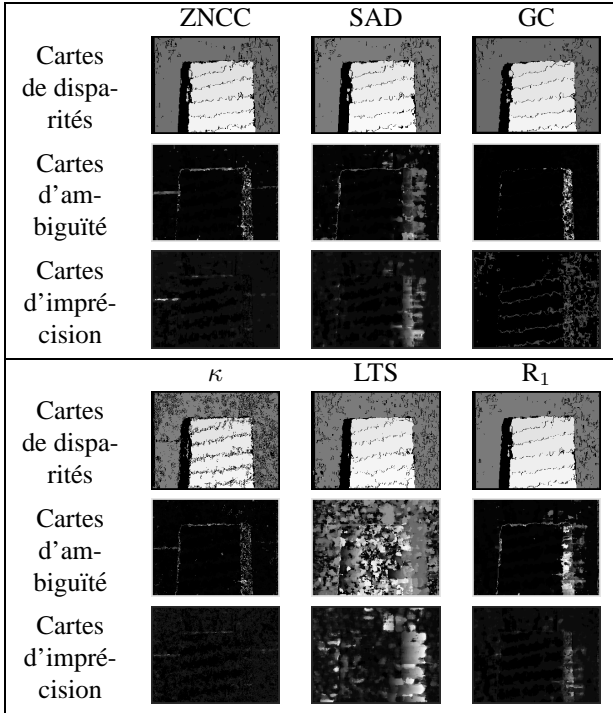 ZNCC SAD GC
Cartes
de dispa-
rités
Cartes
d'am-
biguïté
Cartes
d'impré-
cision
κ LTS R₁
Cartes
de dispa-
rités
Cartes
d'am-
biguïté
Cartes
d'impré-
cision